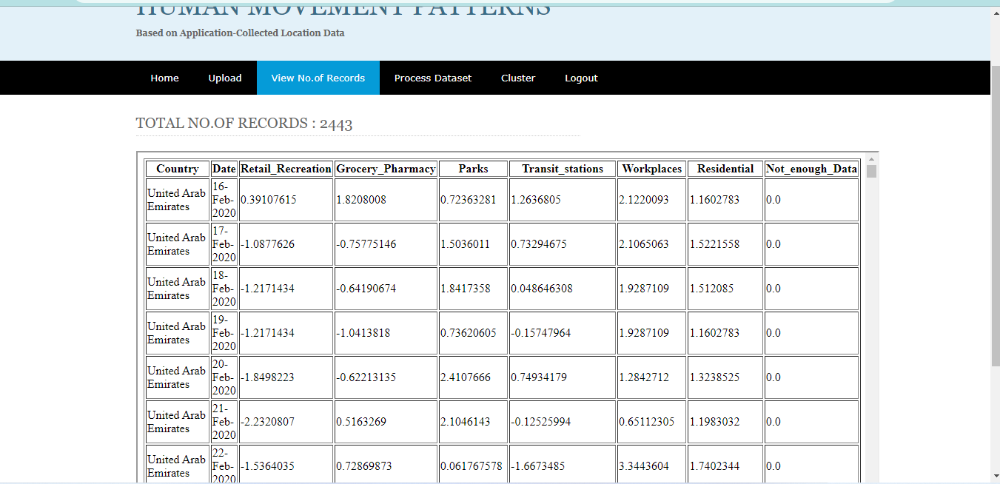 HUMAN MOVEMENT PATTERNS
Based on Application-Collected Location Data
Home Upload View No.of Records Process Dataset Cluster Logout
TOTAL NO.OF RECORDS : 2443
Country Date Retail_Recreation Grocery_Pharmacy Parks Transit_stations Workplaces Residential Not_enough_Data
United Arab Emirates 16-Feb-2020 0.39107615 1.8208008 0.72363281 1.2636805 2.1220093 1.1602783 0.0
United Arab Emirates 17-Feb-2020 -1.0877626 -0.75775146 1.5036011 0.73294675 2.1065063 1.5221558 0.0
United Arab Emirates 18-Feb-2020 -1.2171434 -0.64190674 1.8417358 0.048646308 1.9287109 1.512085 0.0
United Arab Emirates 19-Feb-2020 -1.2171434 -1.0413818 0.73620605 -0.15747964 1.9287109 1.1602783 0.0
United Arab Emirates 20-Feb-2020 -1.8498223 -0.62213135 2.4107666 0.74934179 1.2842712 1.3238525 0.0
United Arab Emirates 21-Feb-2020 -2.2320807 0.5163269 2.1046143 -0.12525994 0.65112305 1.1983032 0.0
United Arab Emirates 22-Feb-2020 -1.5364035 0.72869873 0.061767578 -1.6673485 3.3443604 1.7402344 0.0